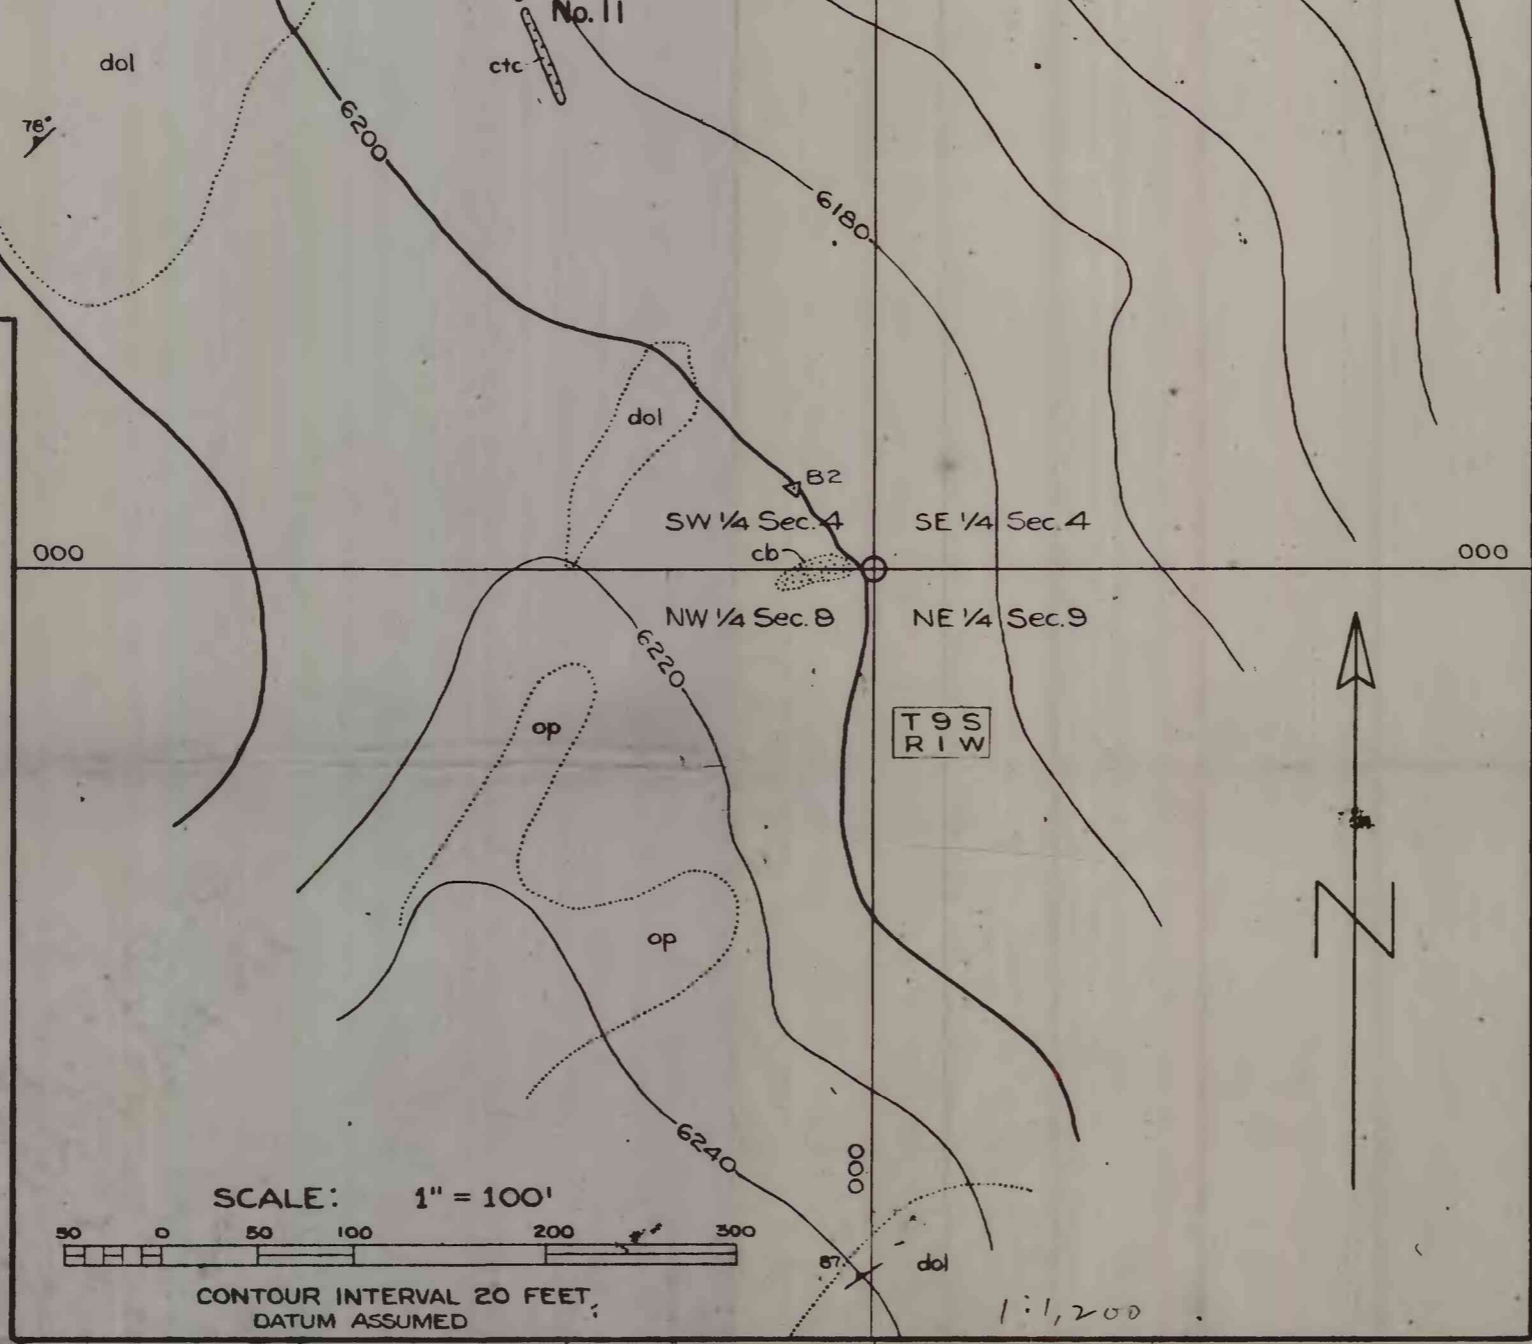 No. 11
dol
ctc
78°
6200
6180
dol
B2
SW 1/4 Sec. 4
SE 1/4 Sec. 4
000
cb
000
NW 1/4 Sec. 8
NE 1/4 Sec. 9
6220
T 9 S
R 1 W
op
N
op
6240
000
SCALE: 1" = 100'
50 0 50 100 200 300
87
dol
CONTOUR INTERVAL 20 FEET,
DATUM ASSUMED
1:1,200